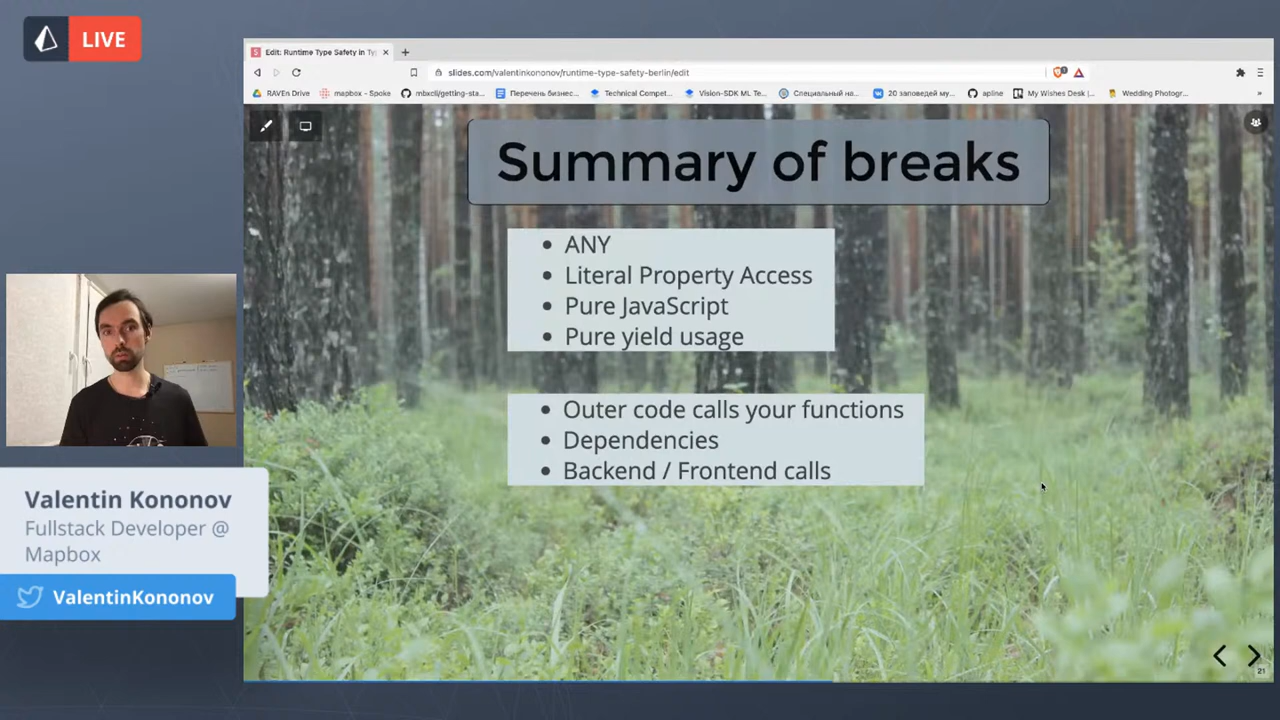 LIVE
Edit: Runtime Type Safety in Ty
slides.com/valentinkononov/runtime-type-safety-berlin/edit
1
RAVEn Drive
mapbox - Spoke
mbxcli/getting-sta...
Перечень бизнес...
Technical Compet...
Vision-SDK ML Te...
Специальный на...
20 заповедей му...
apline
My Wishes Desk |...
Wedding Photogr...
»
Summary of breaks
• ANY
• Literal Property Access
• Pure JavaScript
• Pure yield usage
• Outer code calls your functions
• Dependencies
• Backend / Frontend calls
Valentin Kononov
Fullstack Developer @
Mapbox
ValentinKononov
21